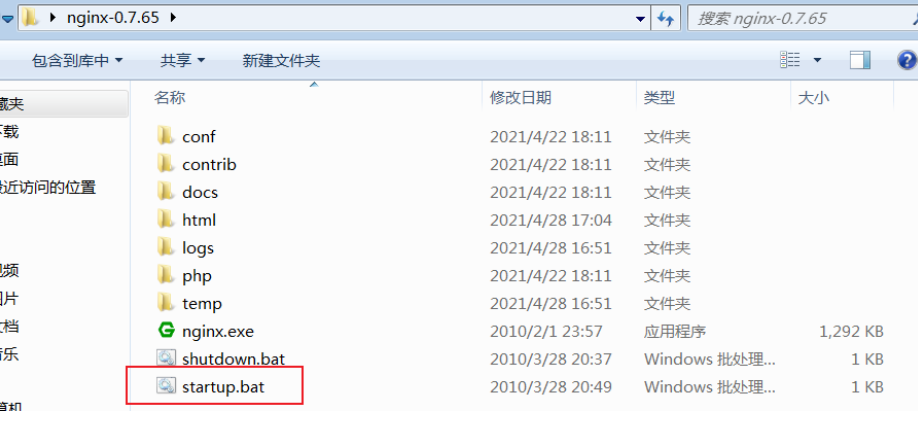 nginx-0.7.65
搜索 nginx-0.7.65
包含到库中 共享 新建文件夹
名称 修改日期 类型 大小
藏夹
下载
桌面
最近访问的位置
视频
图片
文档
音乐
算机
conf 2021/4/22 18:11 文件夹
contrib 2021/4/22 18:11 文件夹
docs 2021/4/22 18:11 文件夹
html 2021/4/28 17:04 文件夹
logs 2021/4/28 16:51 文件夹
php 2021/4/22 18:11 文件夹
temp 2021/4/28 16:51 文件夹
nginx.exe 2010/2/1 23:57 应用程序 1,292 KB
shutdown.bat 2010/3/28 20:37 Windows 批处理... 1 KB
startup.bat 2010/3/28 20:49 Windows 批处理... 1 KB